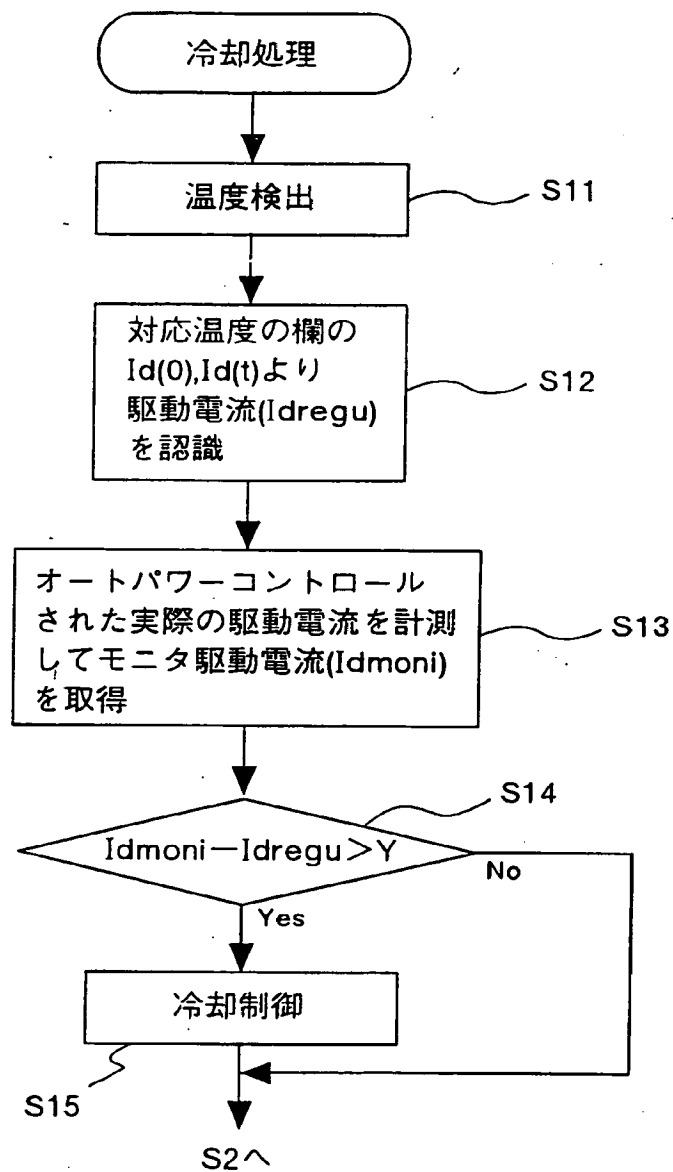 冷却処理
温度検出
S11
対応温度の欄の
Id(0),Id(t)より
駆動電流(Idregu)
を認識
S12
オートパワーコントロール
された実際の駆動電流を計測
してモニタ駆動電流(Idmoni)
を取得
S13
S14
Idmoni－Idregu＞Y
No
Yes
冷却制御
S15
S2へ